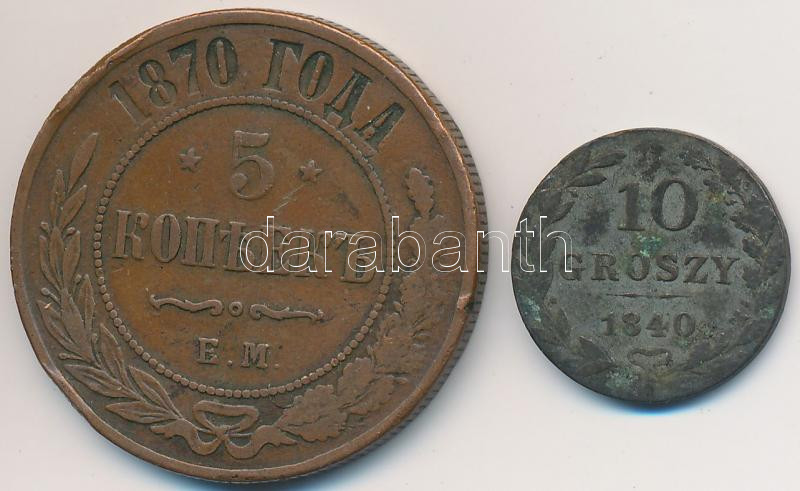 1870 ГОДА
5
КОПѢЕКЪ
Е.М.
10
GROSZY
1840
darabanth